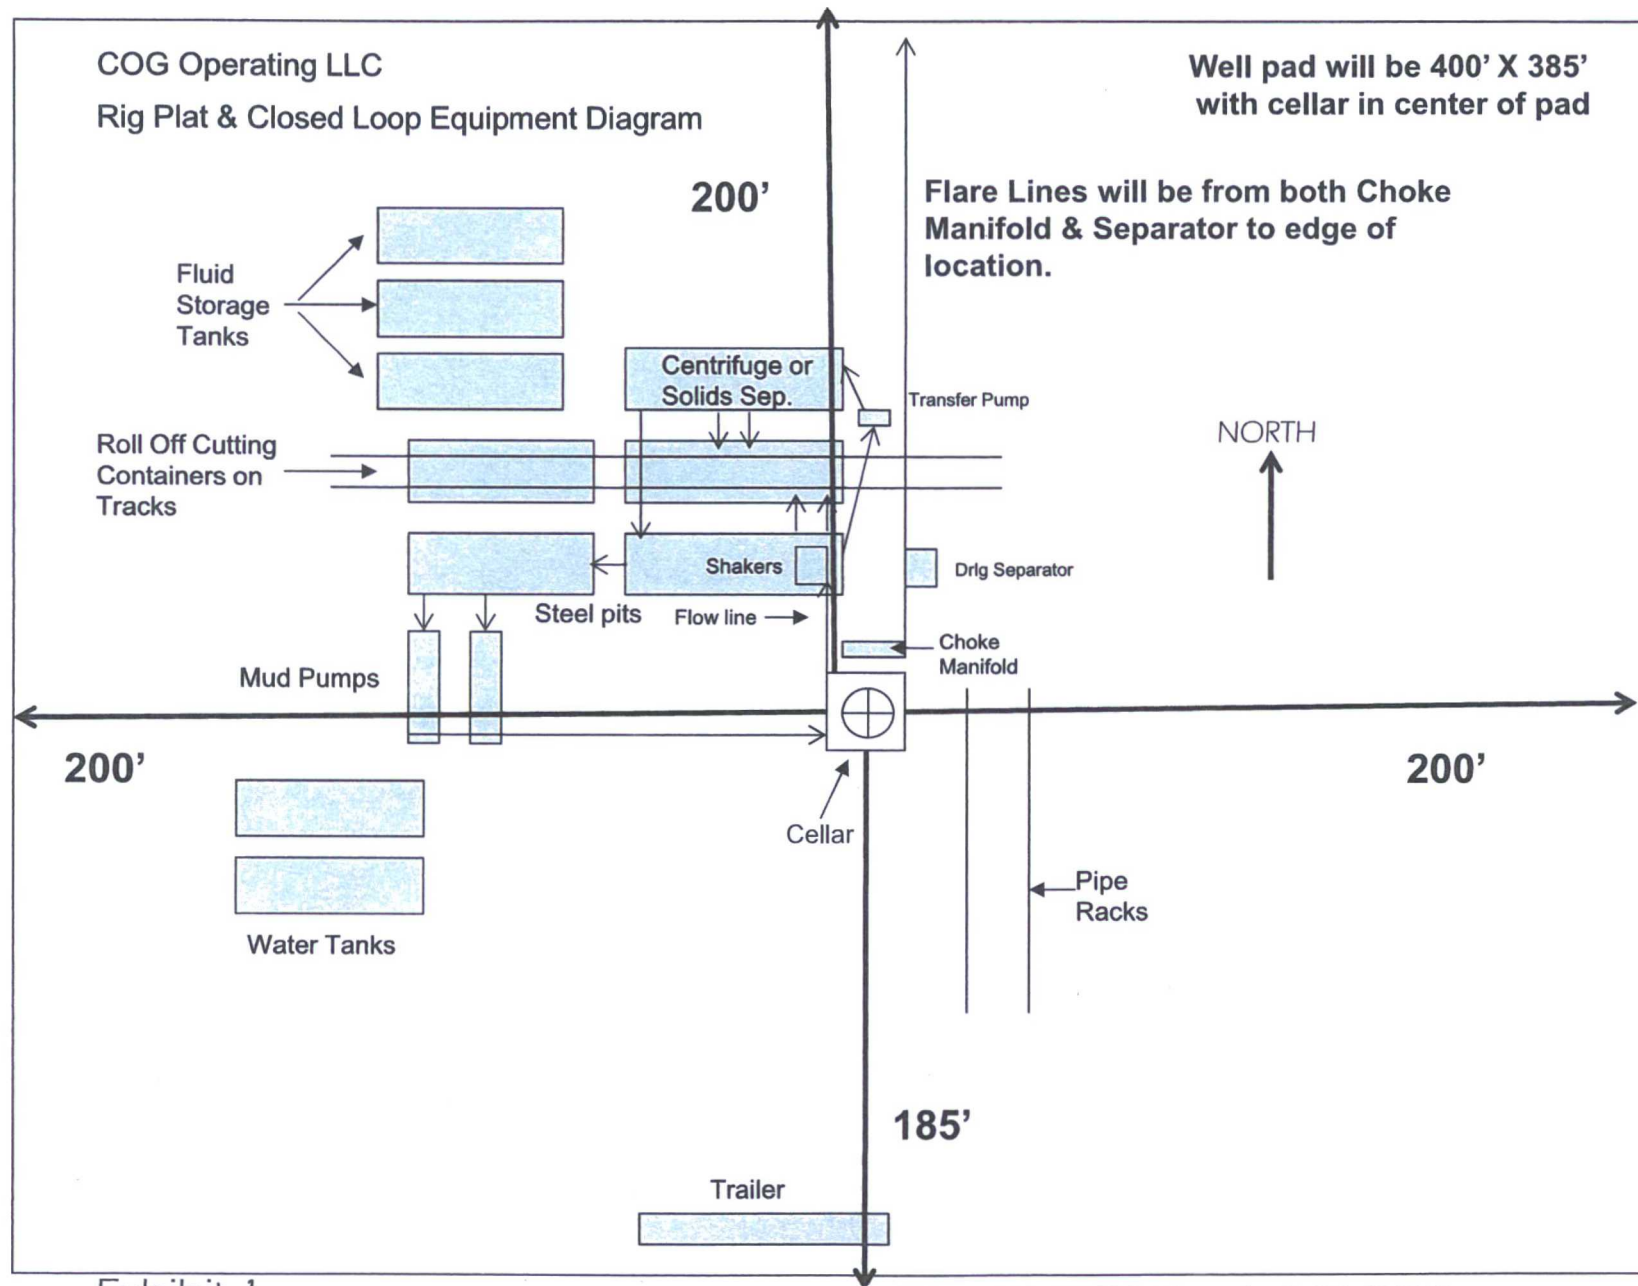 COG Operating LLC
Rig Plat & Closed Loop Equipment Diagram
Well pad will be 400' X 385'
with cellar in center of pad
200'
Flare Lines will be from both Choke
Manifold & Separator to edge of
location.
Fluid
Storage
Tanks
Centrifuge or
Solids Sep.
Transfer Pump
NORTH
Roll Off Cutting
Containers on
Tracks
Shakers
Drlg Separator
Steel pits
Flow line
Choke
Manifold
Mud Pumps
200'
200'
Cellar
Pipe
Racks
Water Tanks
185'
Trailer
Exhibit 1